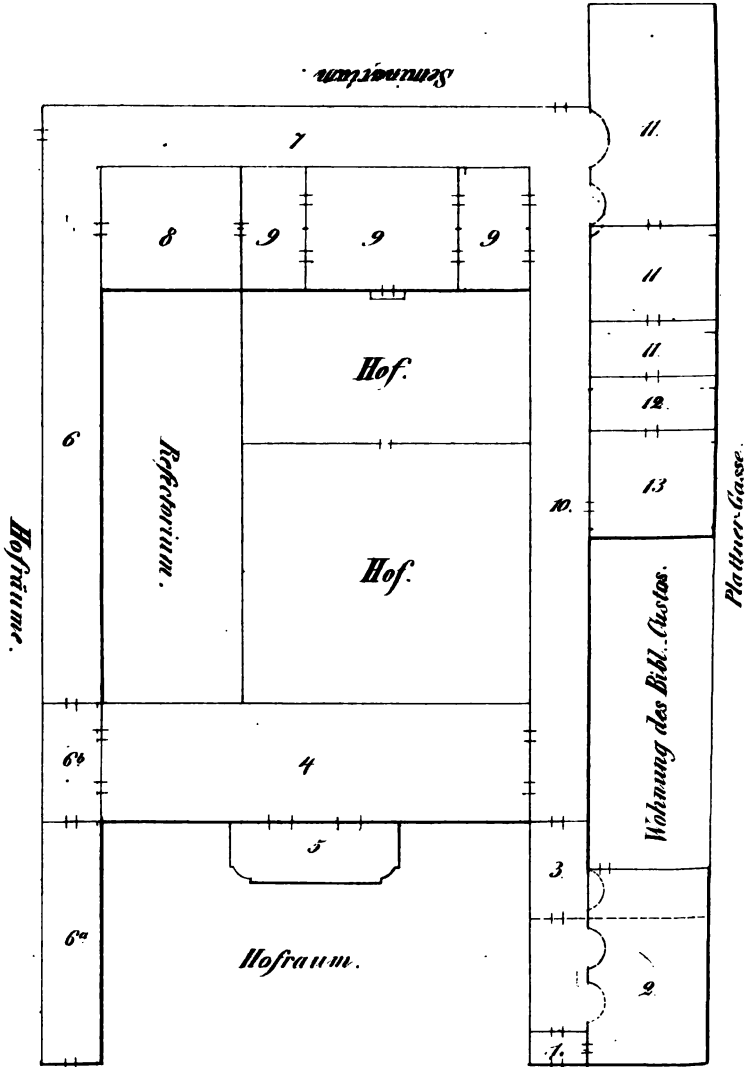 Seminarium.
7
11.
8
9
9
9
11
Hof.
11.
12.
6
Refectorium.
10.
13
Plattner-Gasse.
Hofräume.
Hof.
Wohnung des Bibl. Custos.
6b
4
5
3.
6a
Hofraum.
2
1.